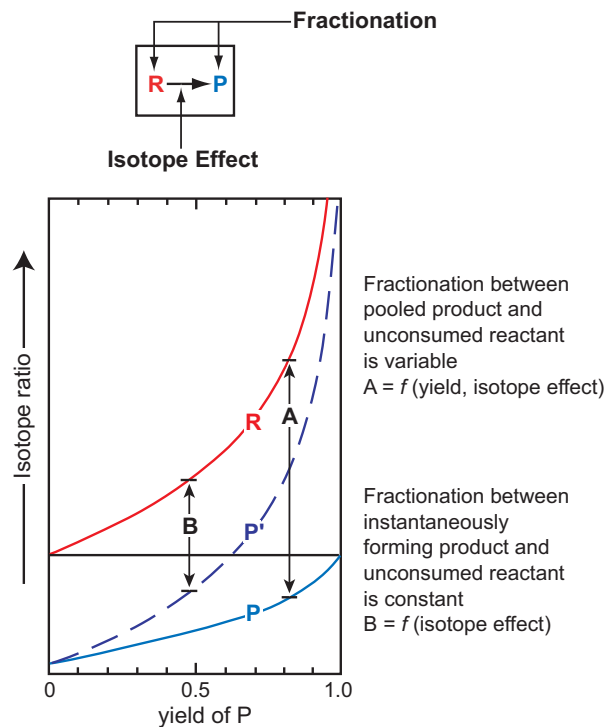 Fractionation
R
P
Isotope Effect
Isotope ratio
Fractionation between
pooled product and
unconsumed reactant
is variable
A = f (yield, isotope effect)
A
R
B
P'
P
Fractionation between
instantaneously
forming product and
unconsumed reactant
is constant
B = f (isotope effect)
0
0.5
1.0
yield of P